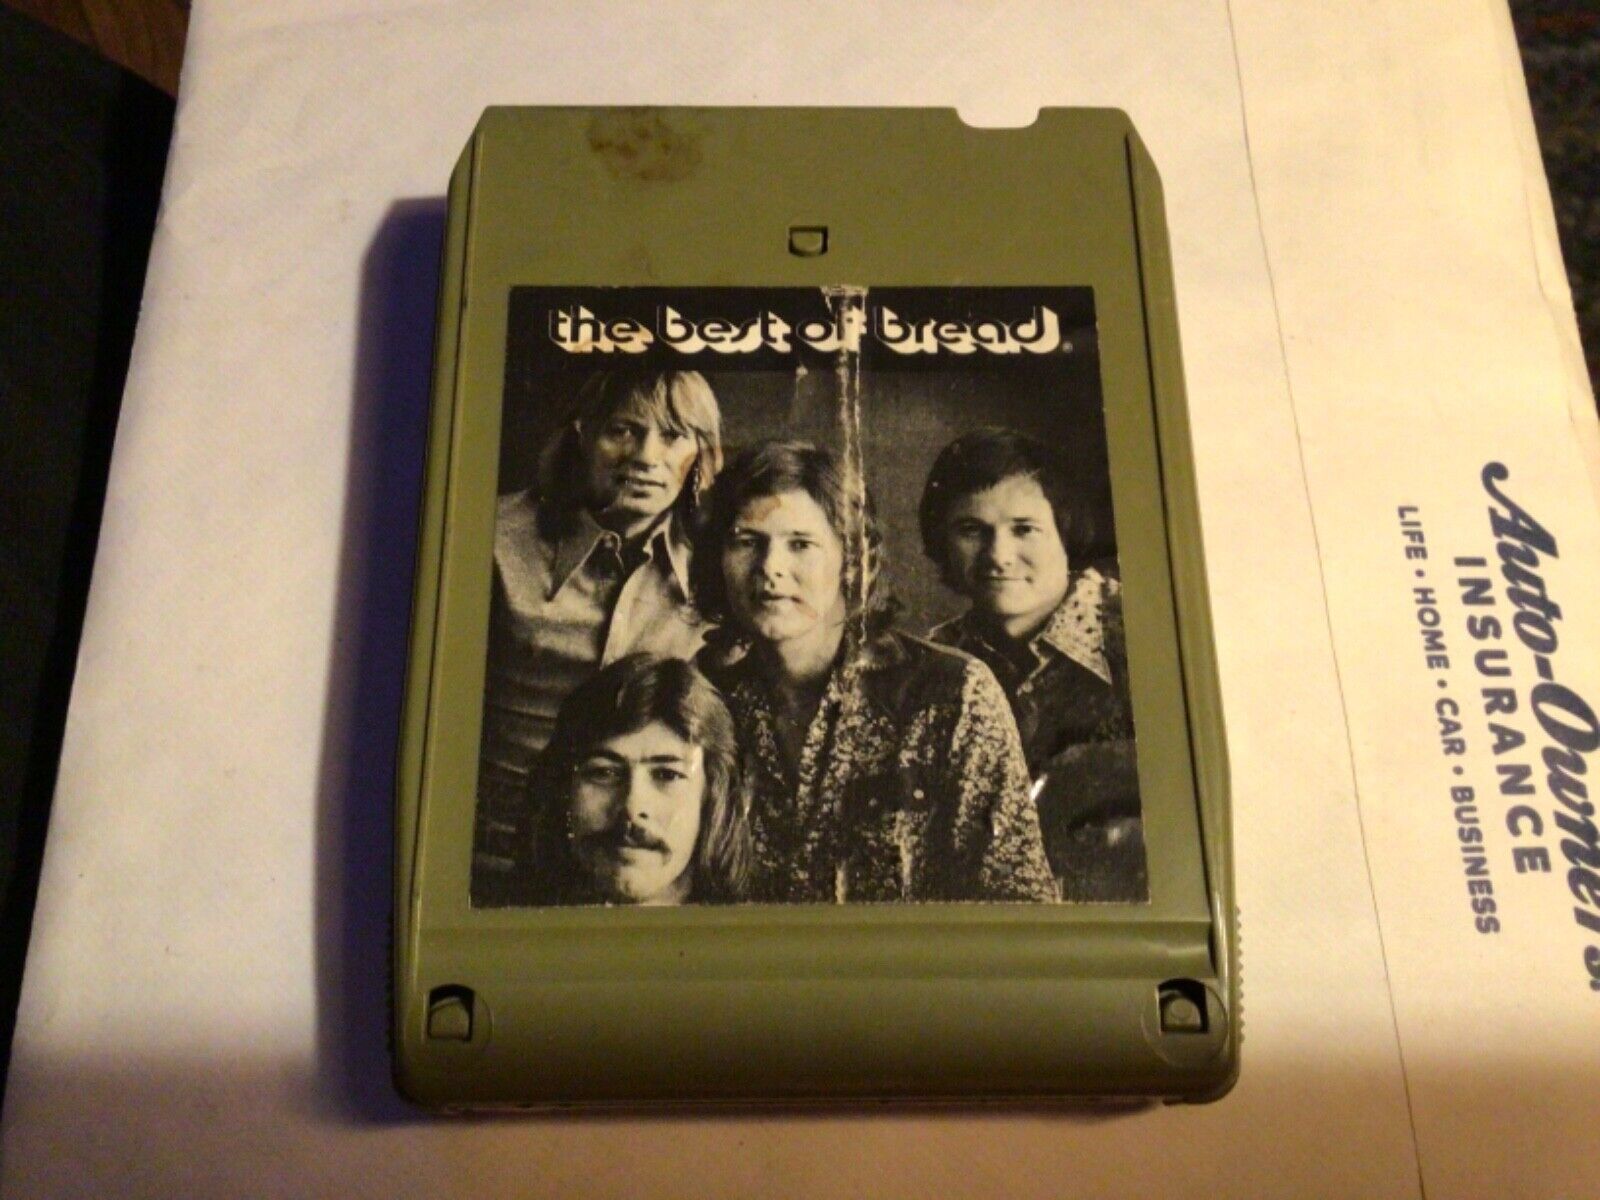 the best of bread
Auto-Owners
INSURANCE
LIFE • HOME • CAR • BUSINESS